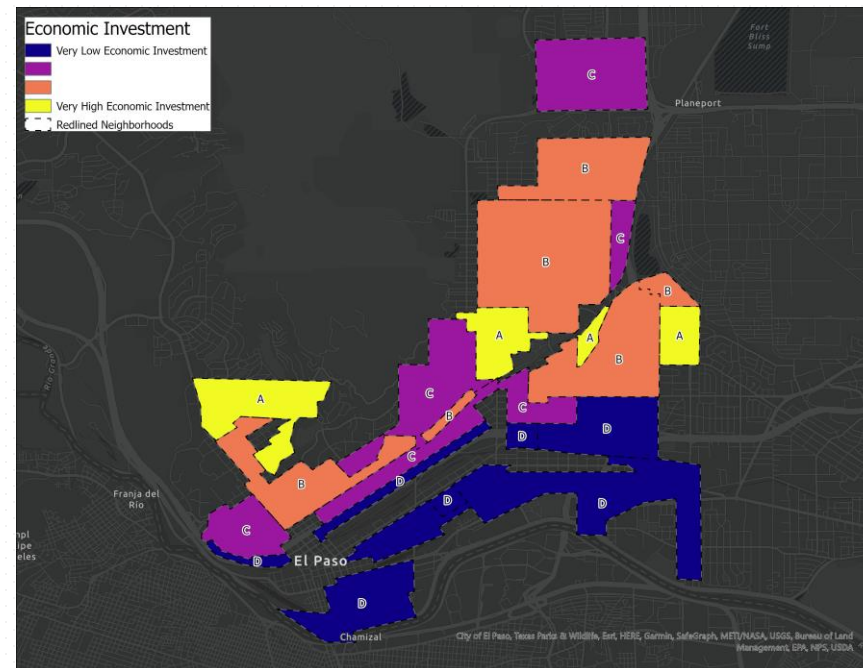 Economic Investment
Very Low Economic Investment
Very High Economic Investment
Redlined Neighborhoods
Fort
Bliss
Sump
C
Planeport
B
C
B
B
A
A
A
B
A
C
C
B
D
D
C
B
D
D
D
Franja del
Río
C
D
El Paso
D
Chamizal
City of El Paso, Texas Parks & Wildlife, Esri, HERE, Garmin, SafeGraph, METI/NASA, USGS, Bureau of Land
Management, EPA, NPS, USDA